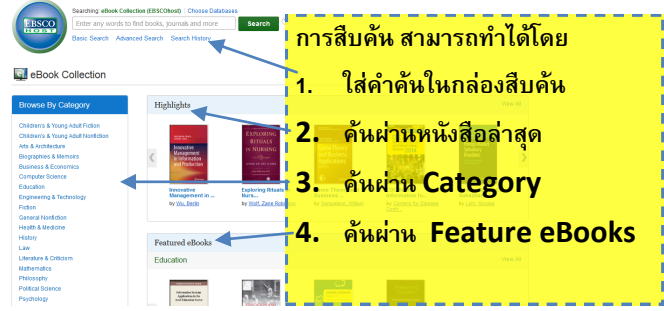 Searching: eBook Collection (EBSCOhost) Choose Databases
Enter any words to find books, journals and more
Search
Basic Search Advanced Search Search History
EBSCO
HOST
eBook Collection
Browse By Category
Children's & Young Adult Fiction
Children's & Young Adult Nonfiction
Arts & Architecture
Biographies & Memoirs
Business & Economics
Computer Science
Education
Engineering & Technology
Fiction
General Nonfiction
Health & Medicine
History
Law
Literature & Criticism
Mathematics
Philosophy
Political Science
Psychology
Highlights
View All
Innovative
Management
in Information
and Production
EXPLORING
RITUALS
IN NURSING
Innovative
Management in ...
by Wu, Berlin
Exploring Rituals
Nurs...
by Wolf, Zane Rob
Featured eBooks
Education
View All
การสืบค้น สามารถทำได้โดย
1. ใส่คำค้นในกล่องสืบค้น
2. ค้นผ่านหนังสือล่าสุด
3. ค้นผ่าน Category
4. ค้นผ่าน Feature eBooks